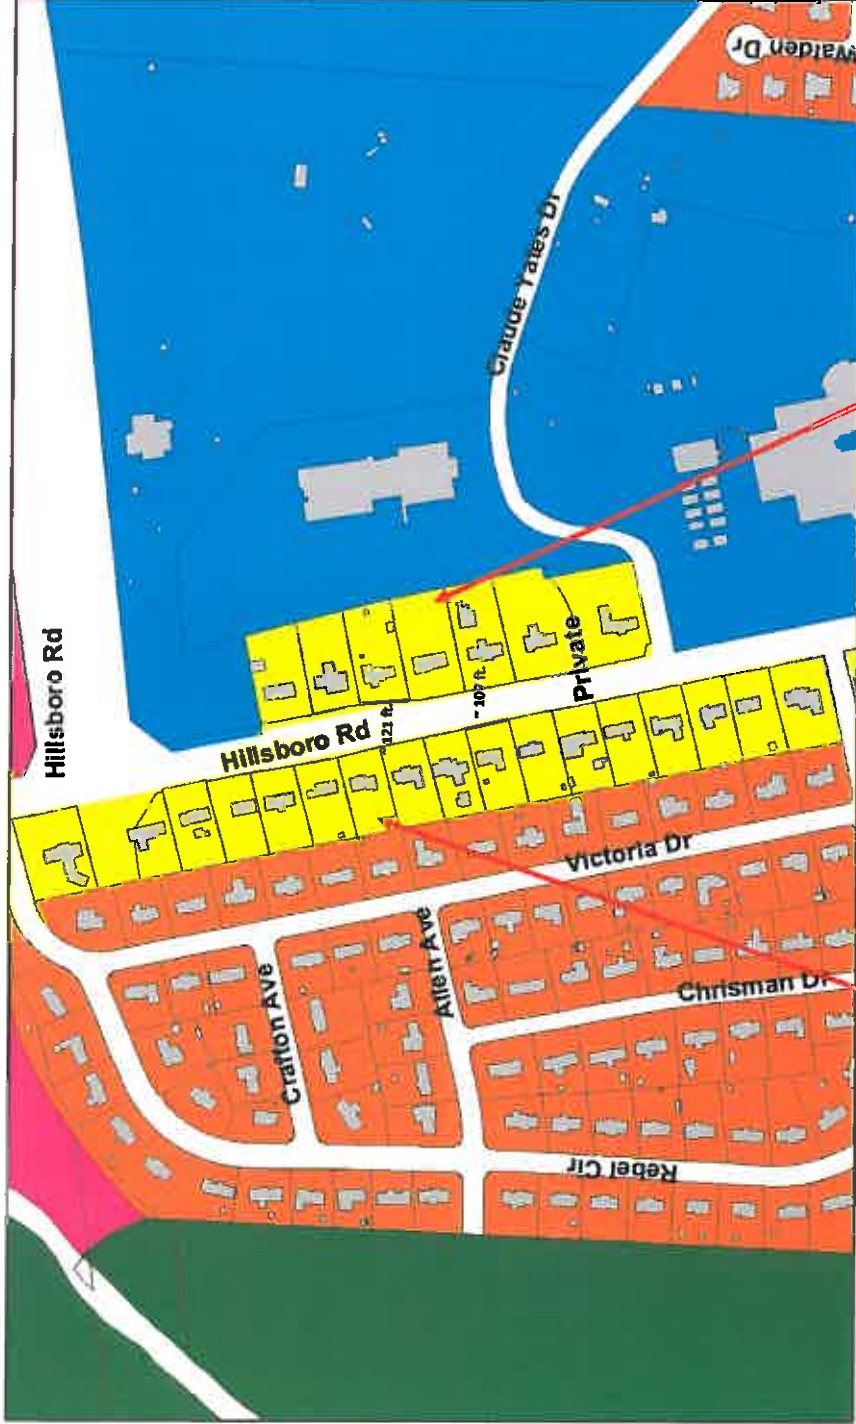 Walden Dr
Claude Yates Dr
Hillsboro Rd
Private
Hillsboro Rd
121 ft.
109 ft.
Victoria Dr
Allen Ave
Crafton Ave
Chrisman Dr
Rebel Cir